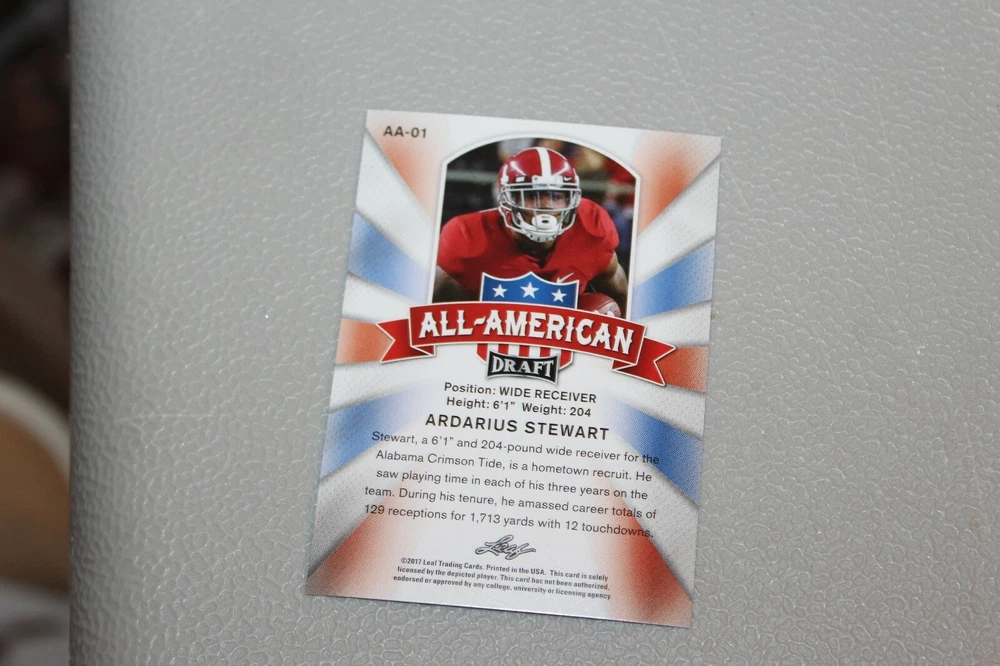 AA-01
ALL-AMERICAN
DRAFT
Position: WIDE RECEIVER
Height: 6'1" Weight: 204
ARDARIUS STEWART
Stewart, a 6'1" and 204-pound wide receiver for the
Alabama Crimson Tide, is a hometown recruit. He
saw playing time in each of his three years on the
team. During his tenure, he amassed career totals of
129 receptions for 1,713 yards with 12 touchdowns.
Leaf
©2017 Leaf Trading Cards. Printed in the USA. This card is solely
licensed by the depicted player. This card has not been authorized,
endorsed or approved by any college, university or licensing agency.